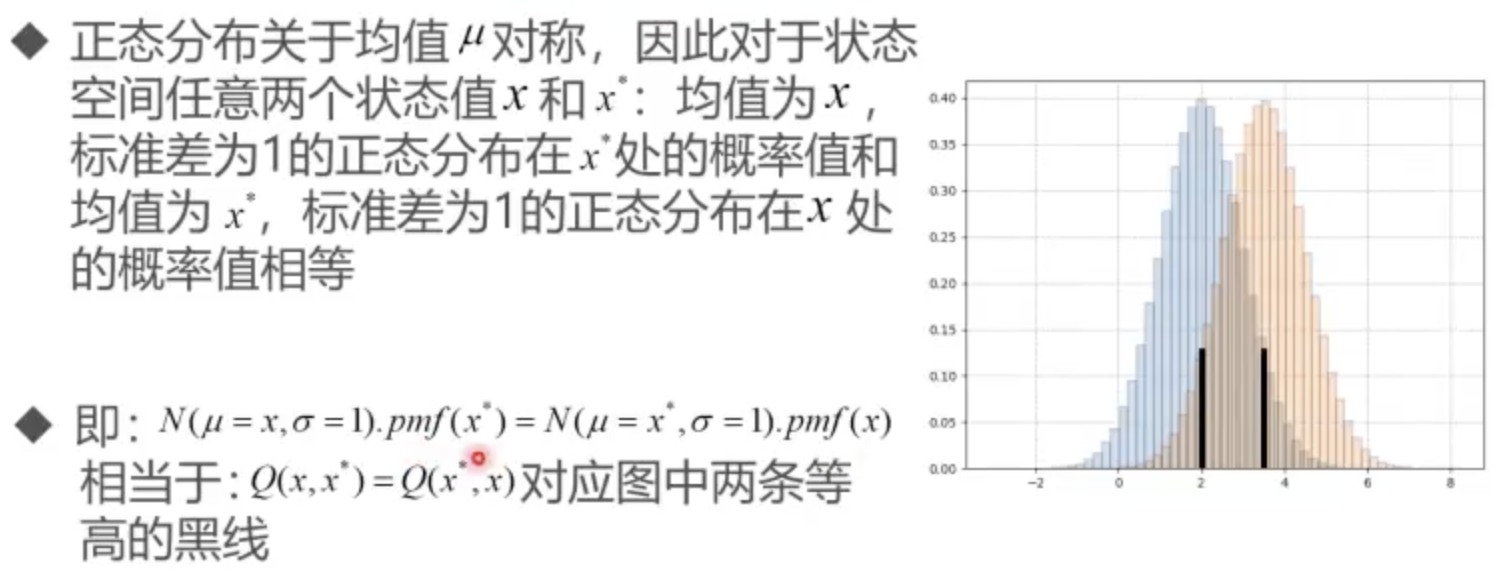 ◆ 正态分布关于均值 μ 对称，因此对于状态
空间任意两个状态值 x 和 x*：均值为 x，
标准差为1的正态分布在 x* 处的概率值和
均值为 x*，标准差为1的正态分布在 x 处
的概率值相等
◆ 即：N(μ = x, σ = 1).pmf(x*) = N(μ = x*, σ = 1).pmf(x)
相当于：Q(x, x*) = Q(x*, x) 对应图中两条等
高的黑线
0.40
0.35
0.30
0.25
0.20
0.15
0.10
0.05
0.00
−2 0 2 4 6 8